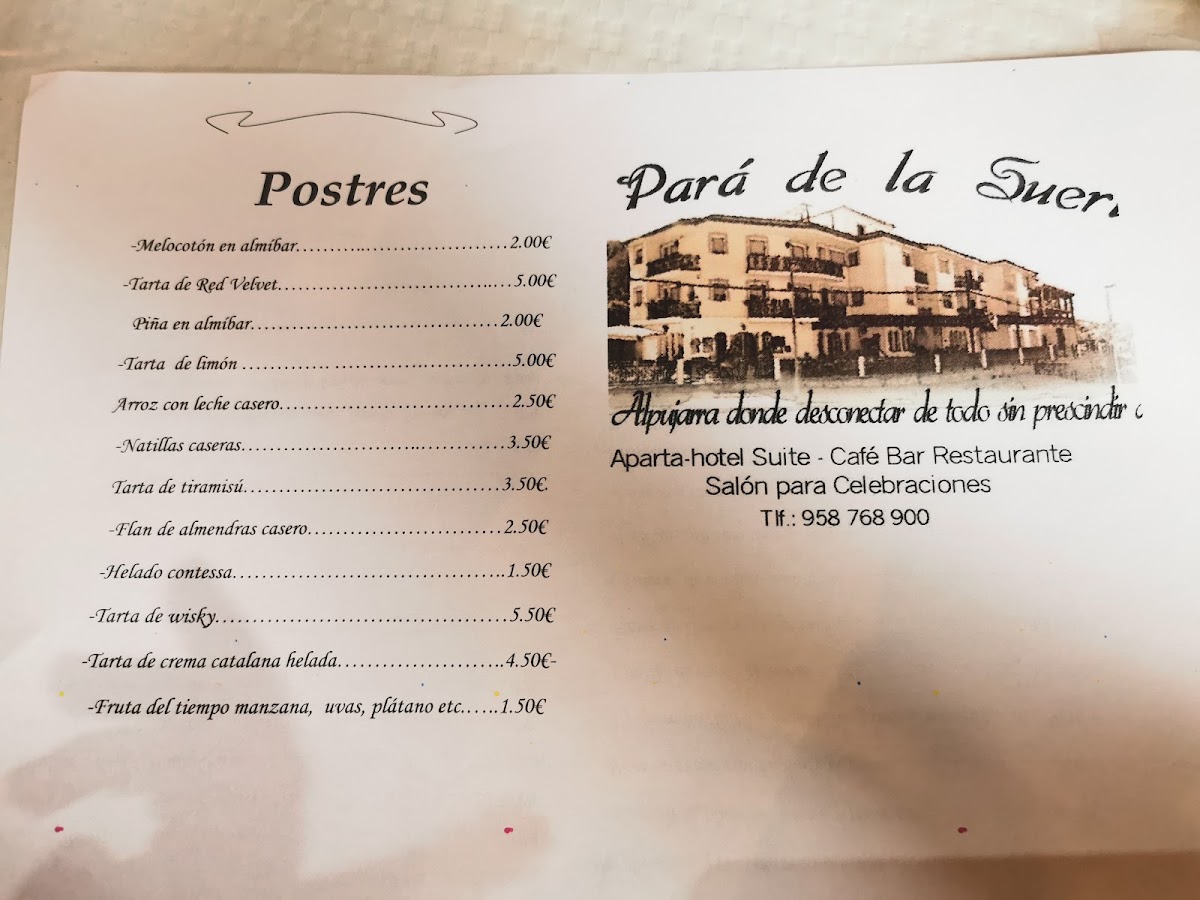 Postres
-Melocotón en almíbar………..…………………2.00€
-Tarta de Red Velvet…………………………..…5.00€
Piña en almíbar……………………………………2.00€
-Tarta de limón …………. …………..…………5.00€
Arroz con leche casero………………………………2.50€
-Natillas caseras………………………..…………3.50€
Tarta de tiramisú……………………………………3.50€.
-Flan de almendras casero……………………………2.50€
-Helado contessa…………………………………..1.50€
-Tarta de wisky……………………….……………5.50€
-Tarta de crema catalana helada…………………..4.50€-
-Fruta del tiempo manzana, uvas, plátano etc……1.50€
Pará de la
Alpujarra donde desconectar de todo sin prescindir
Aparta-hotel Suite - Café Bar Restaurante
Salón para Celebraciones
Tlf.: 958 768 900